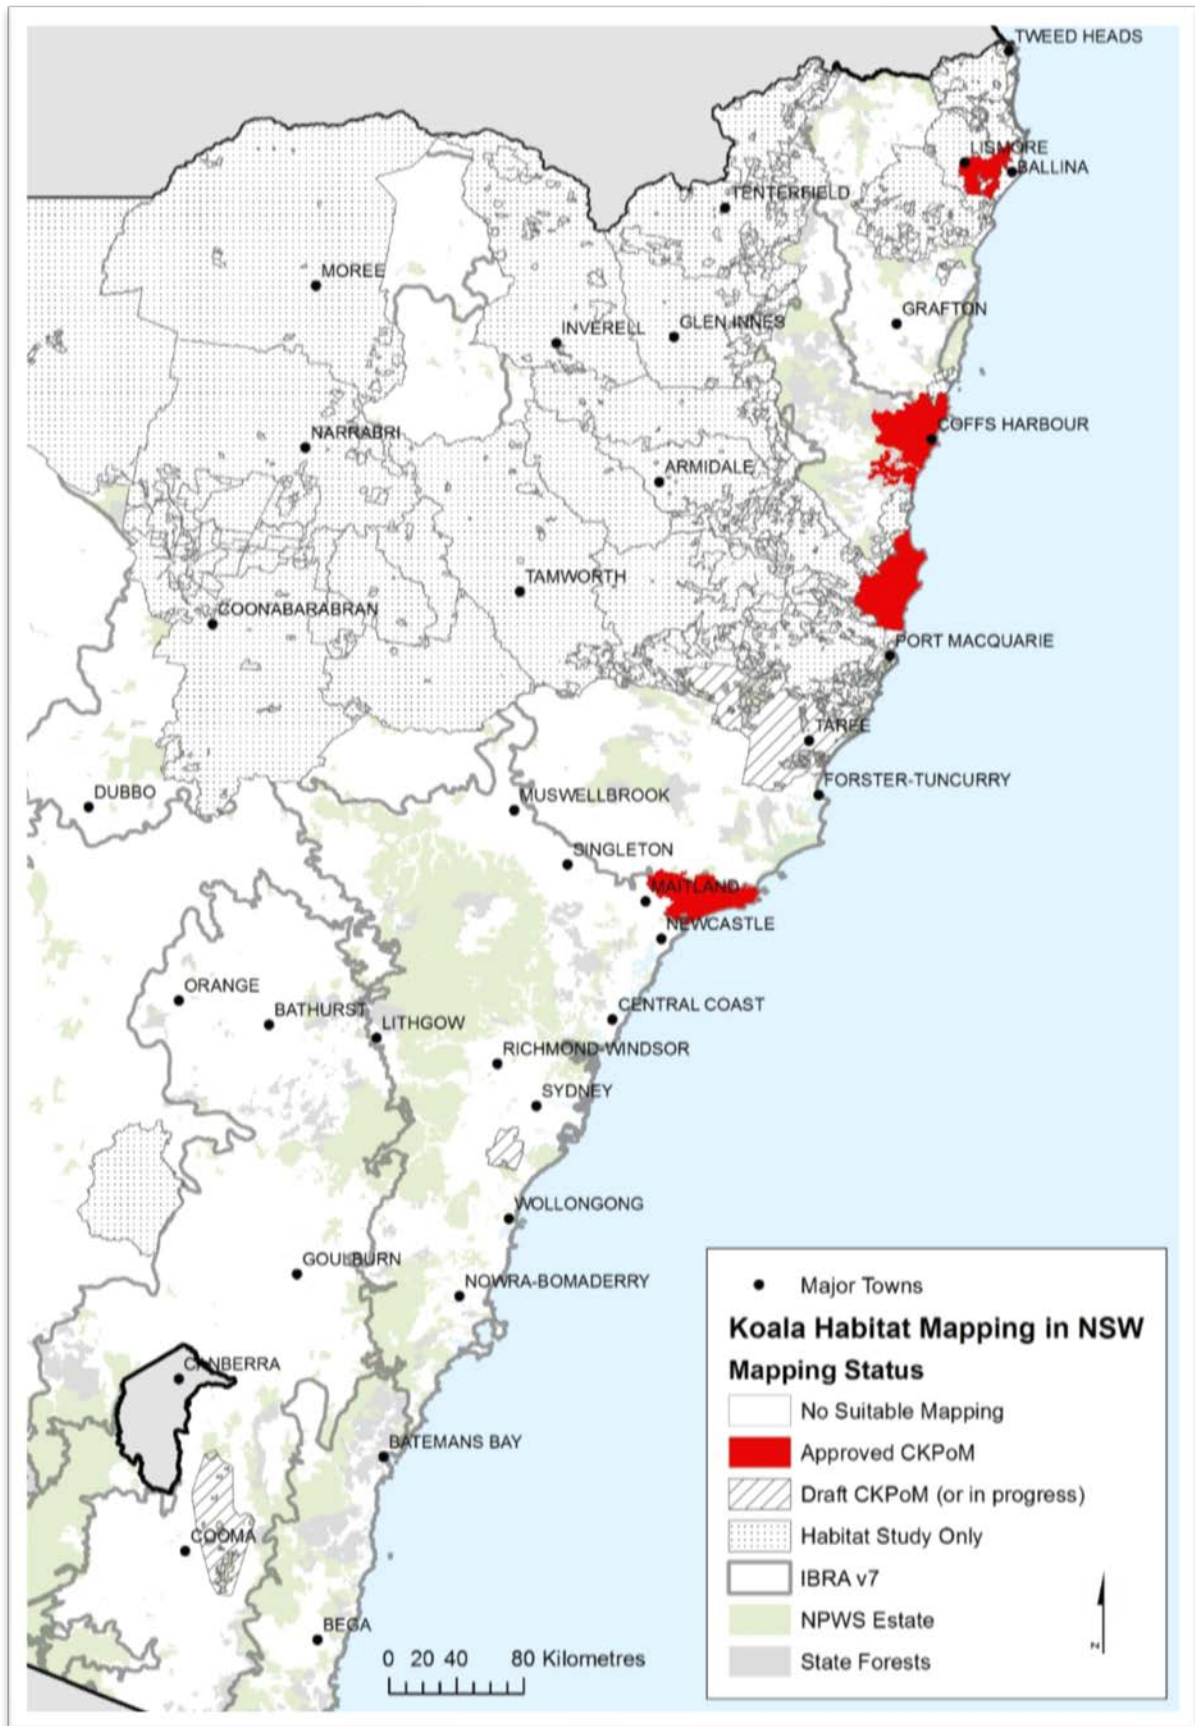 TWEED HEADS
LISMORE
BALLINA
TENTERFIELD
MOREE
GRAFTON
GLEN INNES
INVERELL
COFFS HARBOUR
NARRABRI
ARMIDALE
TAMWORTH
COONABARABRAN
PORT MACQUARIE
TAREE
FORSTER-TUNCURRY
DUBBO
MUSWELLBROOK
SINGLETON
MAITLAND
NEWCASTLE
ORANGE
CENTRAL COAST
BATHURST
LITHGOW
RICHMOND-WINDSOR
SYDNEY
WOLLONGONG
GOULBURN
NOWRA-BOMADERRY
CANBERRA
BATEMANS BAY
COOMA
BEGA
0 20 40 80 Kilometres
Major Towns
Koala Habitat Mapping in NSW
Mapping Status
No Suitable Mapping
Approved CKPoM
Draft CKPoM (or in progress)
Habitat Study Only
IBRA v7
NPWS Estate
State Forests
N